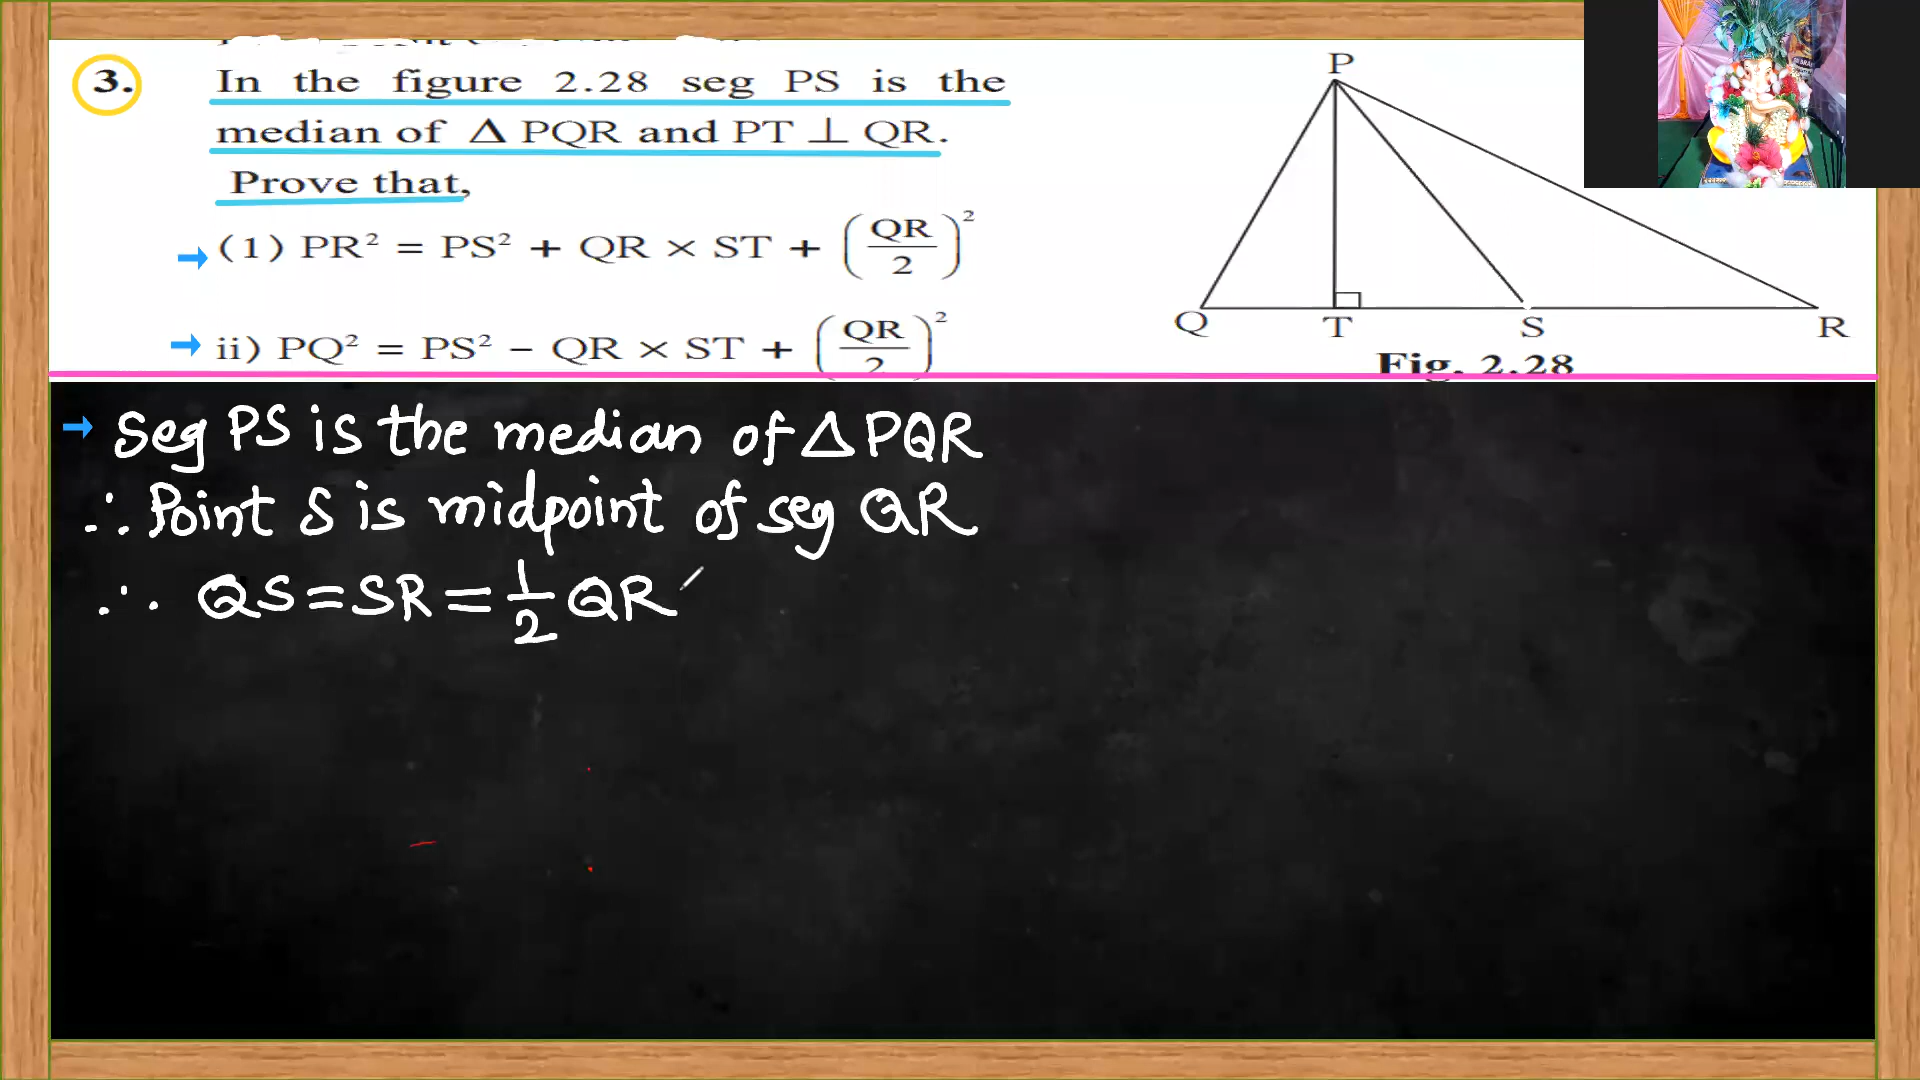 3. In the figure 2.28 seg PS is the
median of Δ PQR and PT ⊥ QR.
Prove that,
(1) PR² = PS² + QR × ST + (QR/2)²
ii) PQ² = PS² − QR × ST + (QR/2)²
P
Q T S R
Fig. 2.28
Seg PS is the median of Δ PQR
∴ Point S is midpoint of seg QR
∴ QS = SR = 1/2 QR